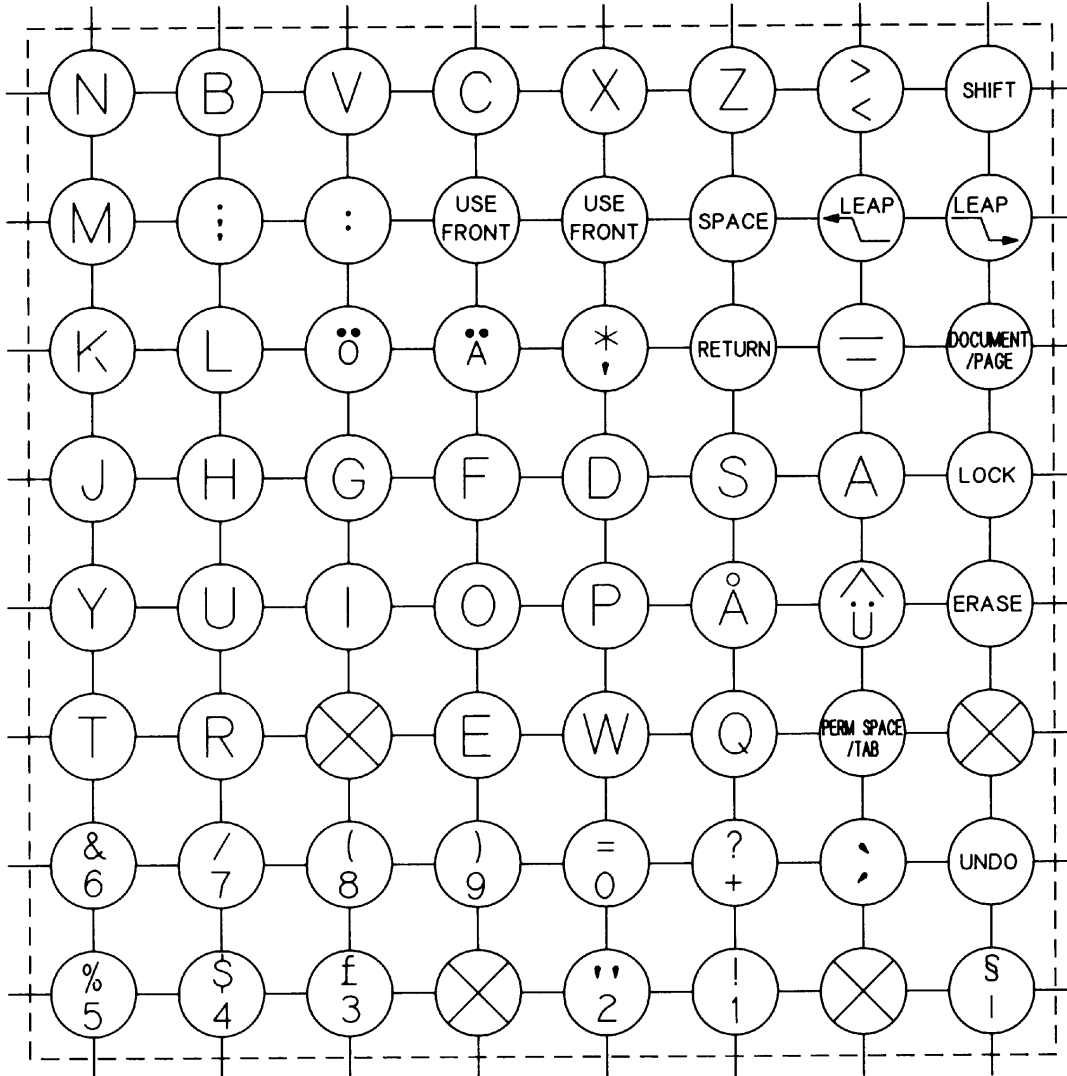 N B V C X Z > < SHIFT
M ; : USE FRONT USE FRONT SPACE LEAP LEAP
K L Ö Ä * ' RETURN — DOCUMENT /PAGE
J H G F D S A LOCK
Y U I O P Å ^ Ü ERASE
T R E W Q PERM SPACE /TAB
& 6 / 7 ( 8 ) 9 = 0 ? + ` ´ UNDO
% 5 $ 4 £ 3 " 2 ! 1 § |